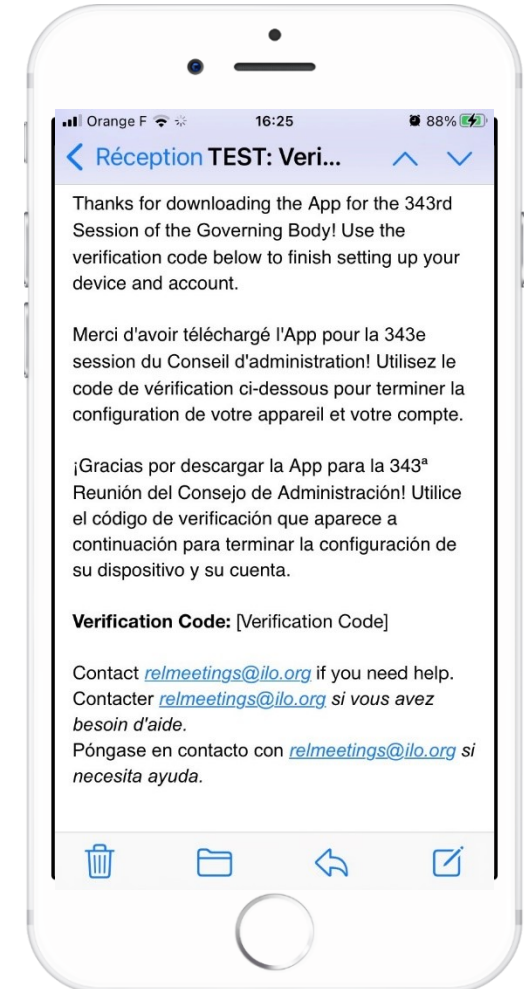 Orange F 16:25 88%
Réception TEST: Veri...
Thanks for downloading the App for the 343rd
Session of the Governing Body! Use the
verification code below to finish setting up your
device and account.
Merci d'avoir téléchargé l'App pour la 343e
session du Conseil d'administration! Utilisez le
code de vérification ci-dessous pour terminer la
configuration de votre appareil et votre compte.
¡Gracias por descargar la App para la 343ª
Reunión del Consejo de Administración! Utilice
el código de verificación que aparece a
continuación para terminar la configuración de
su dispositivo y su cuenta.
Verification Code: [Verification Code]
Contact relmeetings@ilo.org if you need help.
Contacter relmeetings@ilo.org si vous avez
besoin d'aide.
Póngase en contacto con relmeetings@ilo.org si
necesita ayuda.